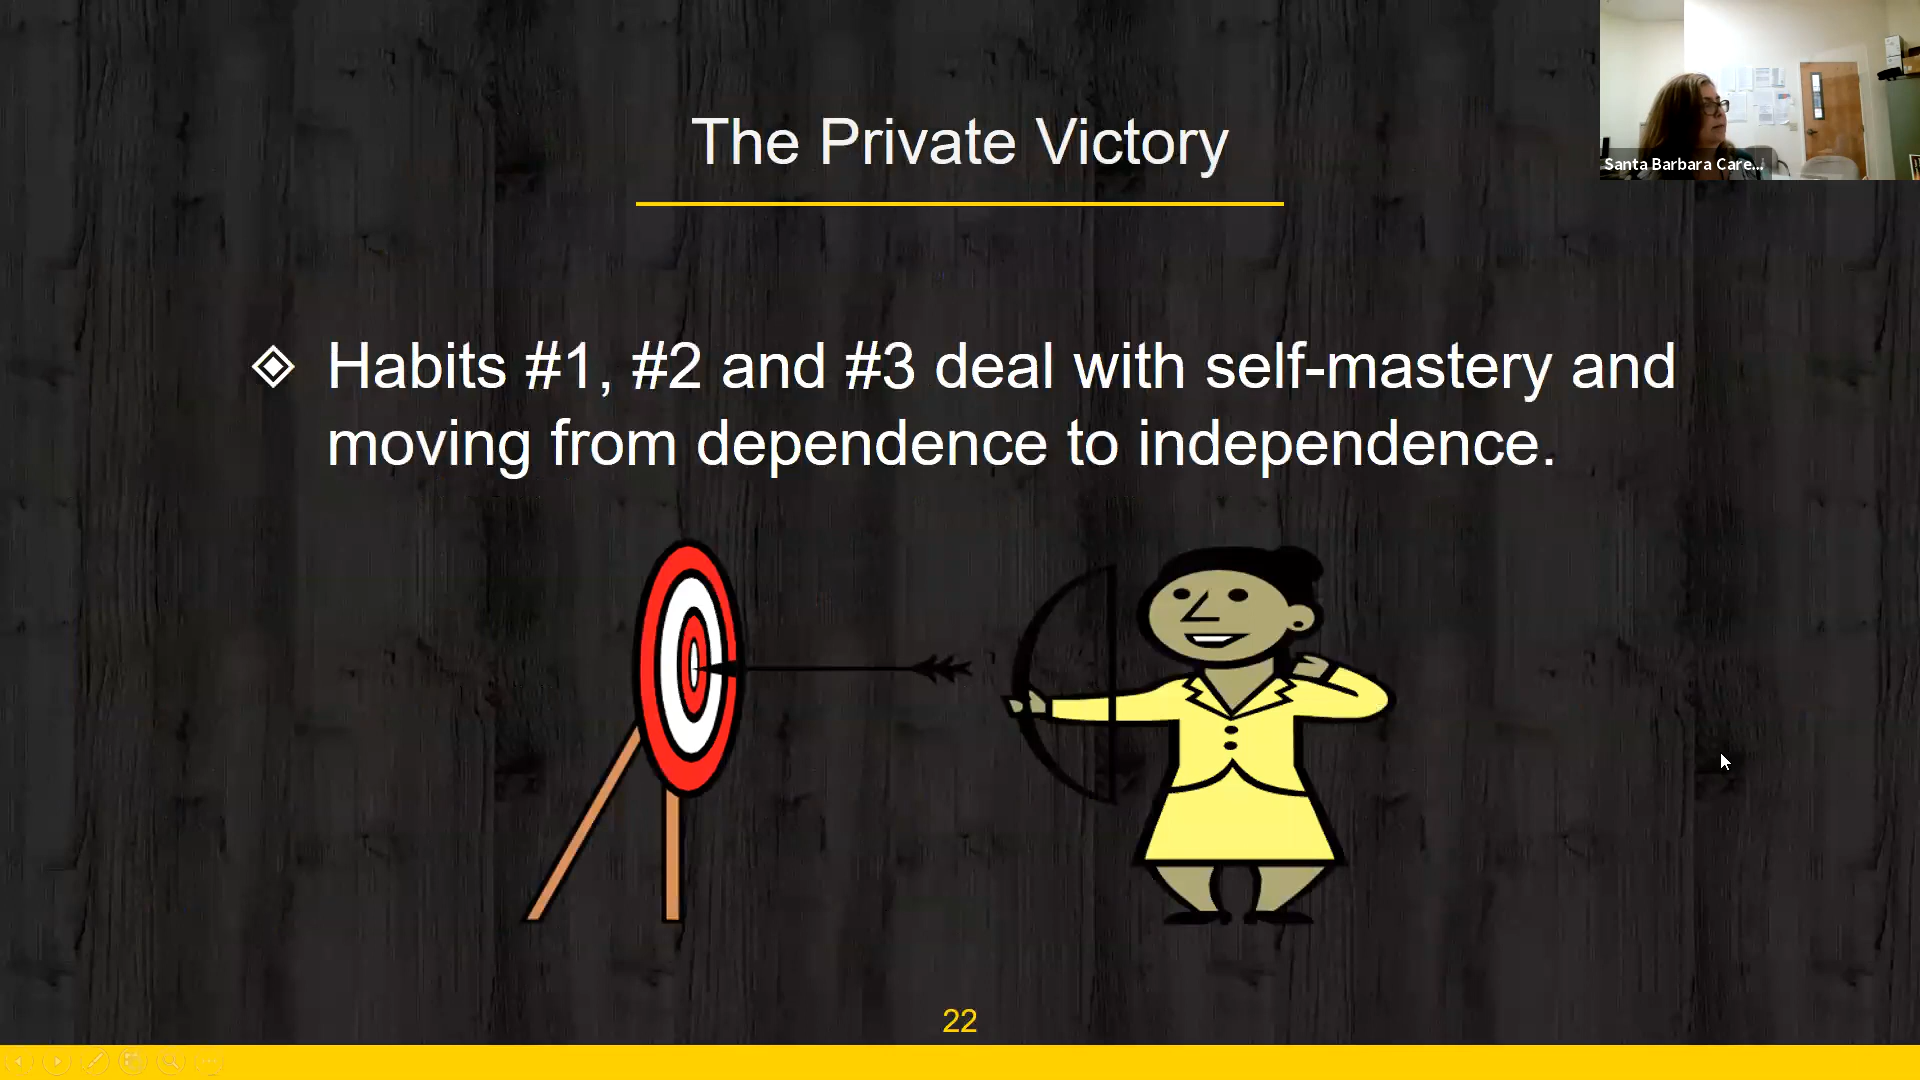 The Private Victory
Santa Barbara Care...
Habits #1, #2 and #3 deal with self-mastery and
moving from dependence to independence.
22